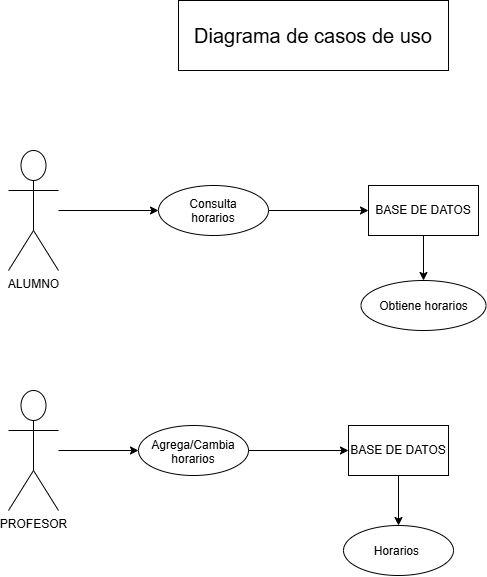 Diagrama de casos de uso
Consulta
horarios
BASE DE DATOS
ALUMNO
Obtiene horarios
Agrega/Cambia
horarios
BASE DE DATOS
PROFESOR
Horarios